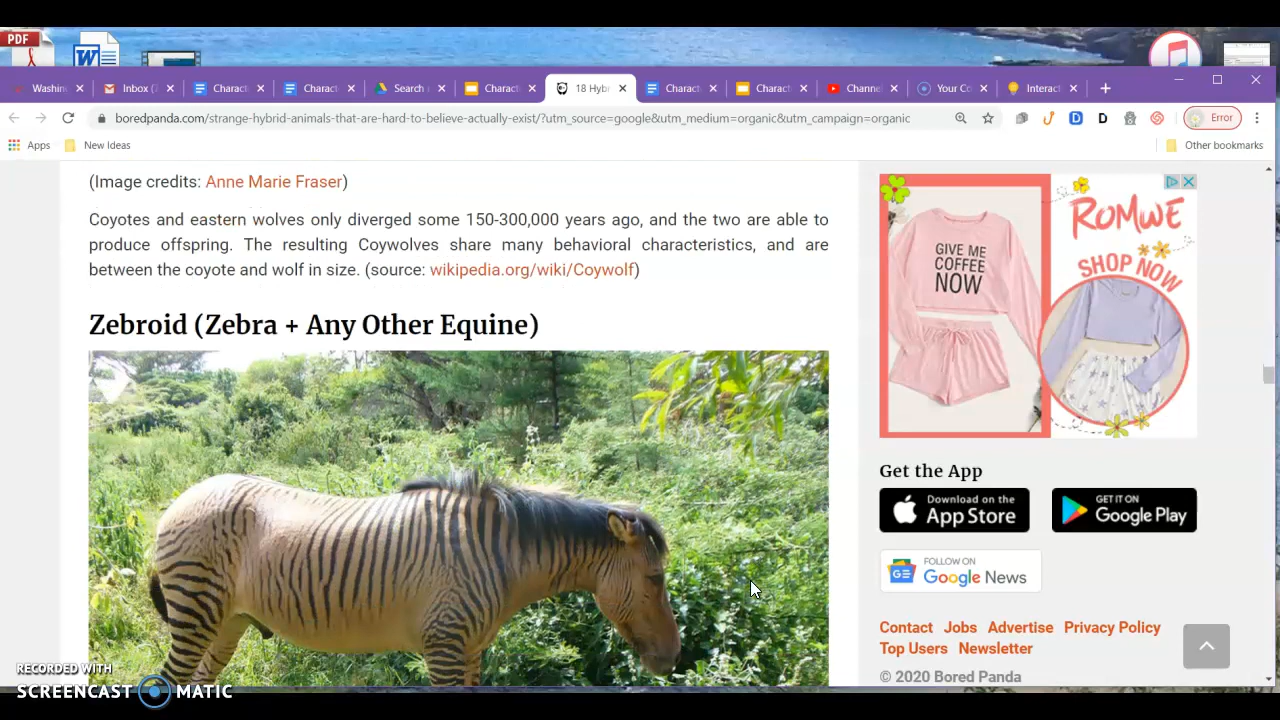 PDF
W
Washin
Inbox (
Charact
Charact
Search
Charact
18 Hybr
Charact
Charact
Channel
Your Co
Interact
boredpanda.com/strange-hybrid-animals-that-are-hard-to-believe-actually-exist/?utm_source=google&utm_medium=organic&utm_campaign=organic
Error
Apps
New Ideas
Other bookmarks
(Image credits: Anne Marie Fraser)
Coyotes and eastern wolves only diverged some 150-300,000 years ago, and the two are able to
produce offspring. The resulting Coywolves share many behavioral characteristics, and are
between the coyote and wolf in size. (source: wikipedia.org/wiki/Coywolf)
Zebroid (Zebra + Any Other Equine)
GIVE ME
COFFEE
NOW
ROMWE
SHOP NOW
Get the App
Download on the
App Store
GET IT ON
Google Play
FOLLOW ON
Google News
Contact Jobs Advertise Privacy Policy
Top Users Newsletter
© 2020 Bored Panda
RECORDED WITH
SCREENCAST MATIC